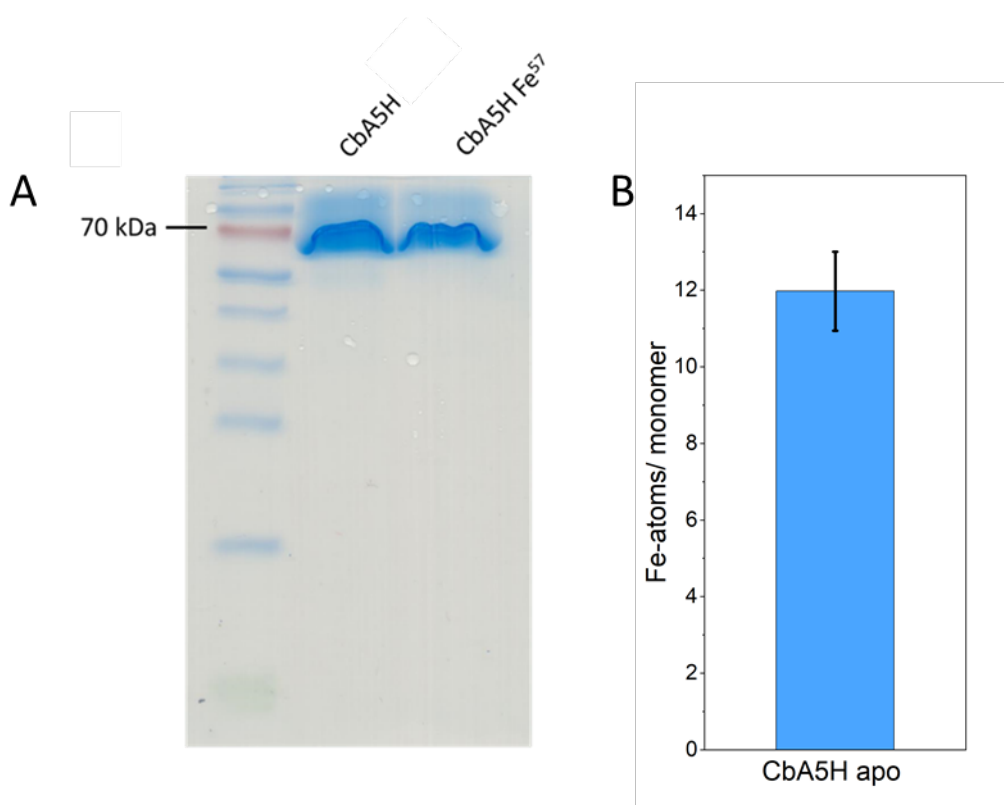 A
CbA5H
CbA5H Fe57
70 kDa
B
Fe-atoms/ monomer
14
12
10
8
6
4
2
0
CbA5H apo